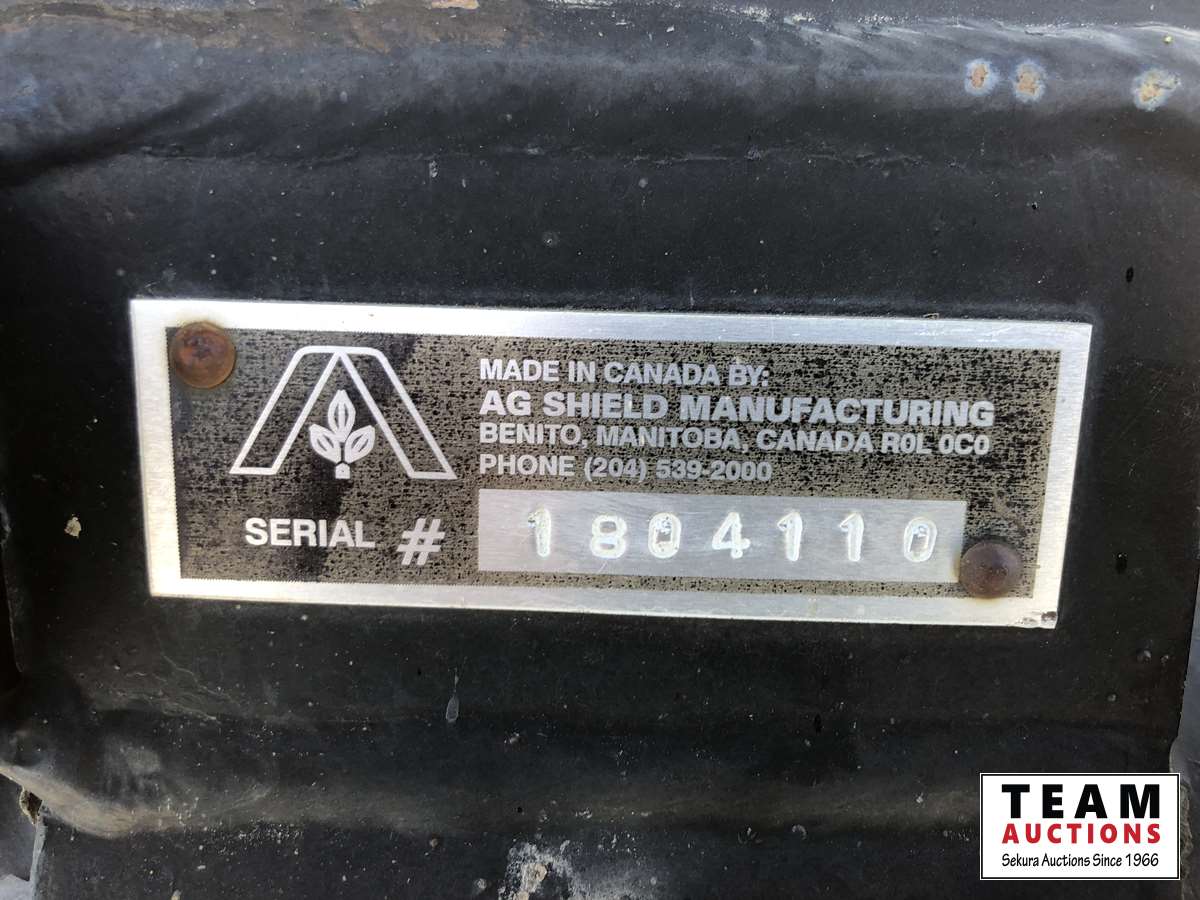 MADE IN CANADA BY:
AG SHIELD MANUFACTURING
BENITO, MANITOBA, CANADA R0L 0C0
PHONE (204) 539-2000
SERIAL # 1804110
TEAM
AUCTIONS
Sekura Auctions Since 1966